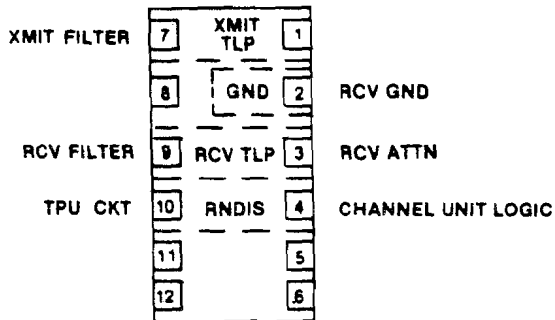 XMIT FILTER 7 XMIT TLP 1
8 GND 2 RCV GND
RCV FILTER 9 RCV TLP 3 RCV ATTN
TPU CKT 10 RNDIS 4 CHANNEL UNIT LOGIC
11 5
12 6